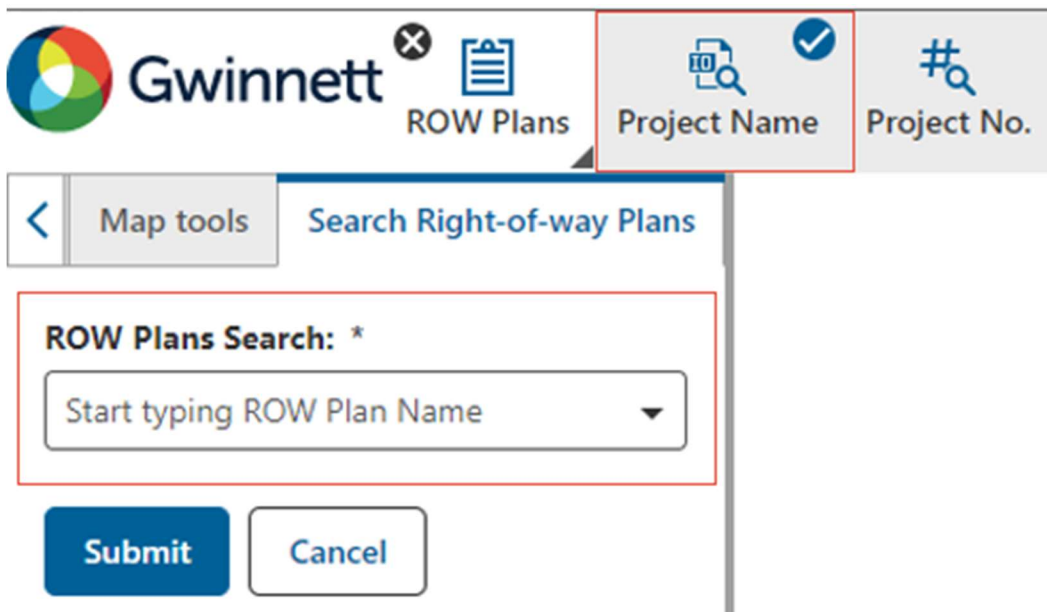 Gwinnett
ROW Plans
Project Name
Project No.
Map tools
Search Right-of-way Plans
ROW Plans Search: *
Start typing ROW Plan Name
Submit
Cancel